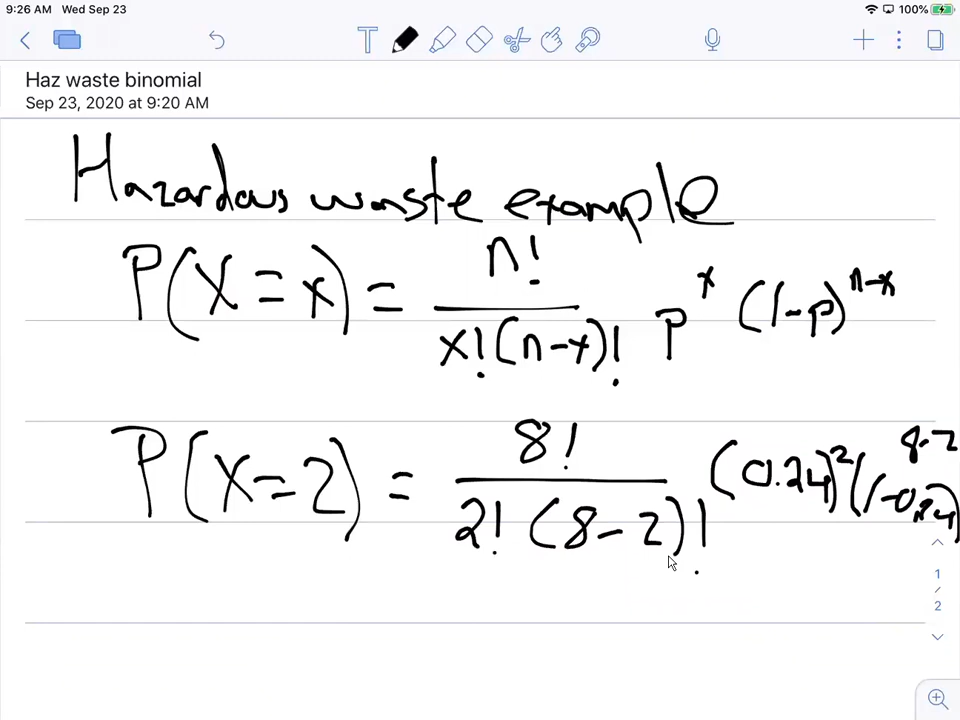 9:26 AM Wed Sep 23 100%
T
Haz waste binomial
Sep 23, 2020 at 9:20 AM
Hazardous waste example
P(X=x) = n! / x!(n-x)! p^x (1-p)^n-x
P(X=2) = 8! / 2!(8-2)! (0.24)^2 (1-0.24)^8-2
1
/
2